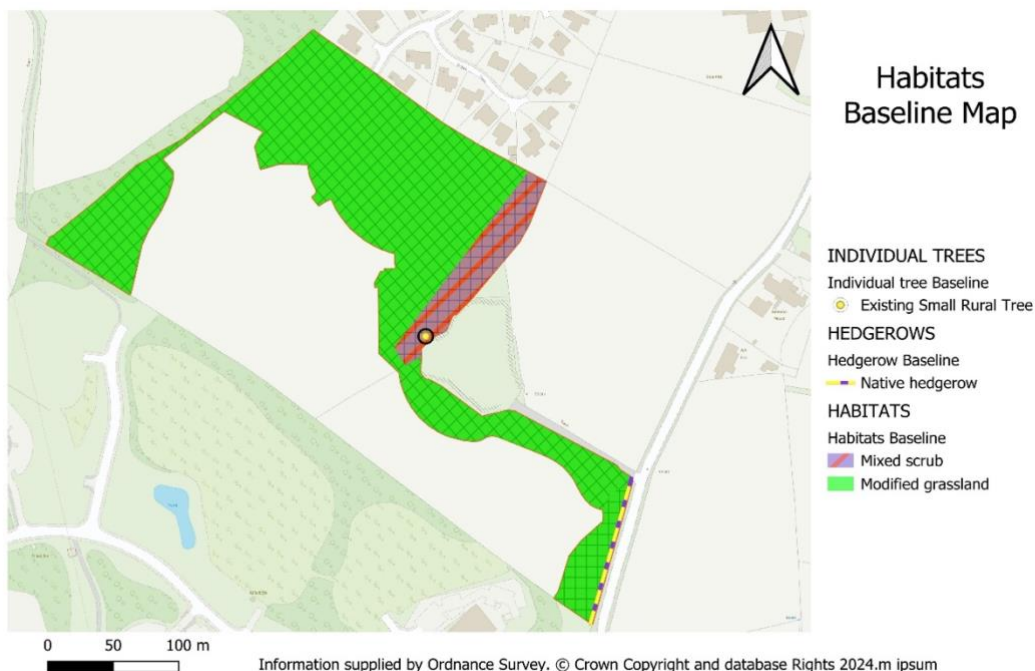 Habitats
Baseline Map
INDIVIDUAL TREES
Individual tree Baseline
Existing Small Rural Tree
HEDGEROWS
Hedgerow Baseline
Native hedgerow
HABITATS
Habitats Baseline
Mixed scrub
Modified grassland
0 50 100 m
Information supplied by Ordnance Survey. © Crown Copyright and database Rights 2024.m ipsum